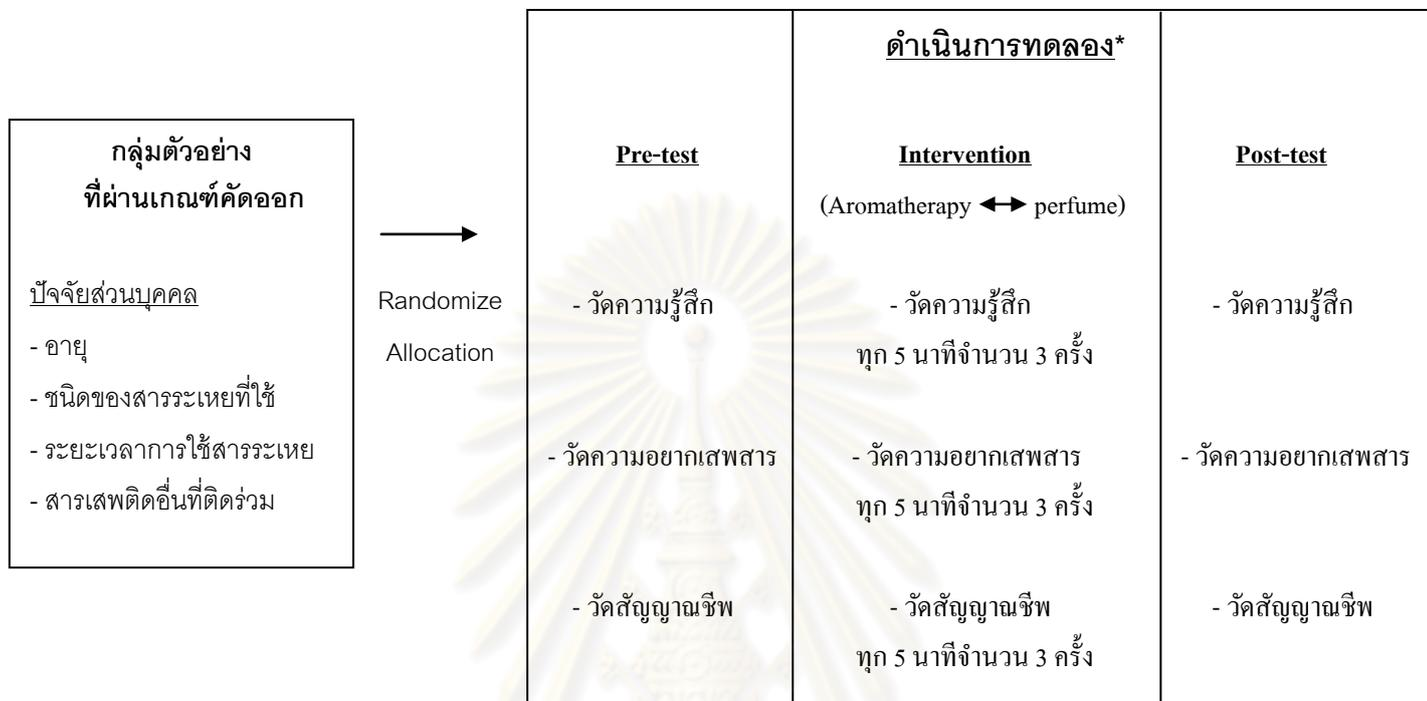 ดำเนินการทดลอง*
กลุ่มตัวอย่าง
ที่ผ่านเกณฑ์คัดออก
ปัจจัยส่วนบุคคล
- อายุ
- ชนิดของสารระเหยที่ใช้
- ระยะเวลาการใช้สารระเหย
- สารเสพติดอื่นที่ติดร่วม
Randomize
Allocation
Pre-test
- วัดความรู้สึก
- วัดความอยากเสพสาร
- วัดสัญญาณชีพ
Intervention
(Aromatherapy ◄─► perfume)
- วัดความรู้สึก
ทุก 5 นาทีจำนวน 3 ครั้ง
- วัดความอยากเสพสาร
ทุก 5 นาทีจำนวน 3 ครั้ง
- วัดสัญญาณชีพ
ทุก 5 นาทีจำนวน 3 ครั้ง
Post-test
- วัดความรู้สึก
- วัดความอยากเสพสาร
- วัดสัญญาณชีพ